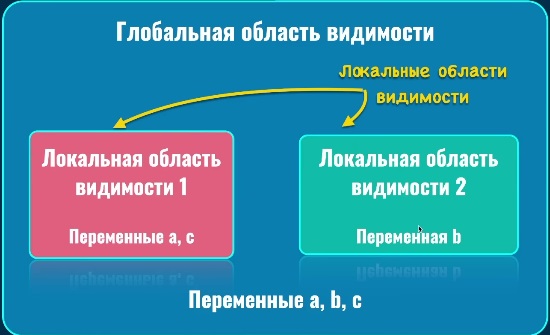 Глобальная область видимости
Локальные области
видимости
Локальная область
видимости 1
Переменные a, c
Локальная область
видимости 2
Переменная b
Переменные a, b, c